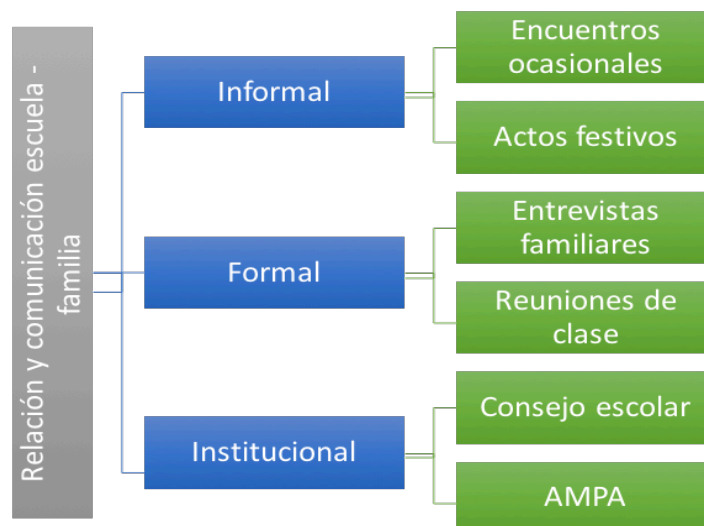 Relación y comunicación escuela -
familia
Informal
Encuentros
ocasionales
Actos festivos
Formal
Entrevistas
familiares
Reuniones de
clase
Institucional
Consejo escolar
AMPA